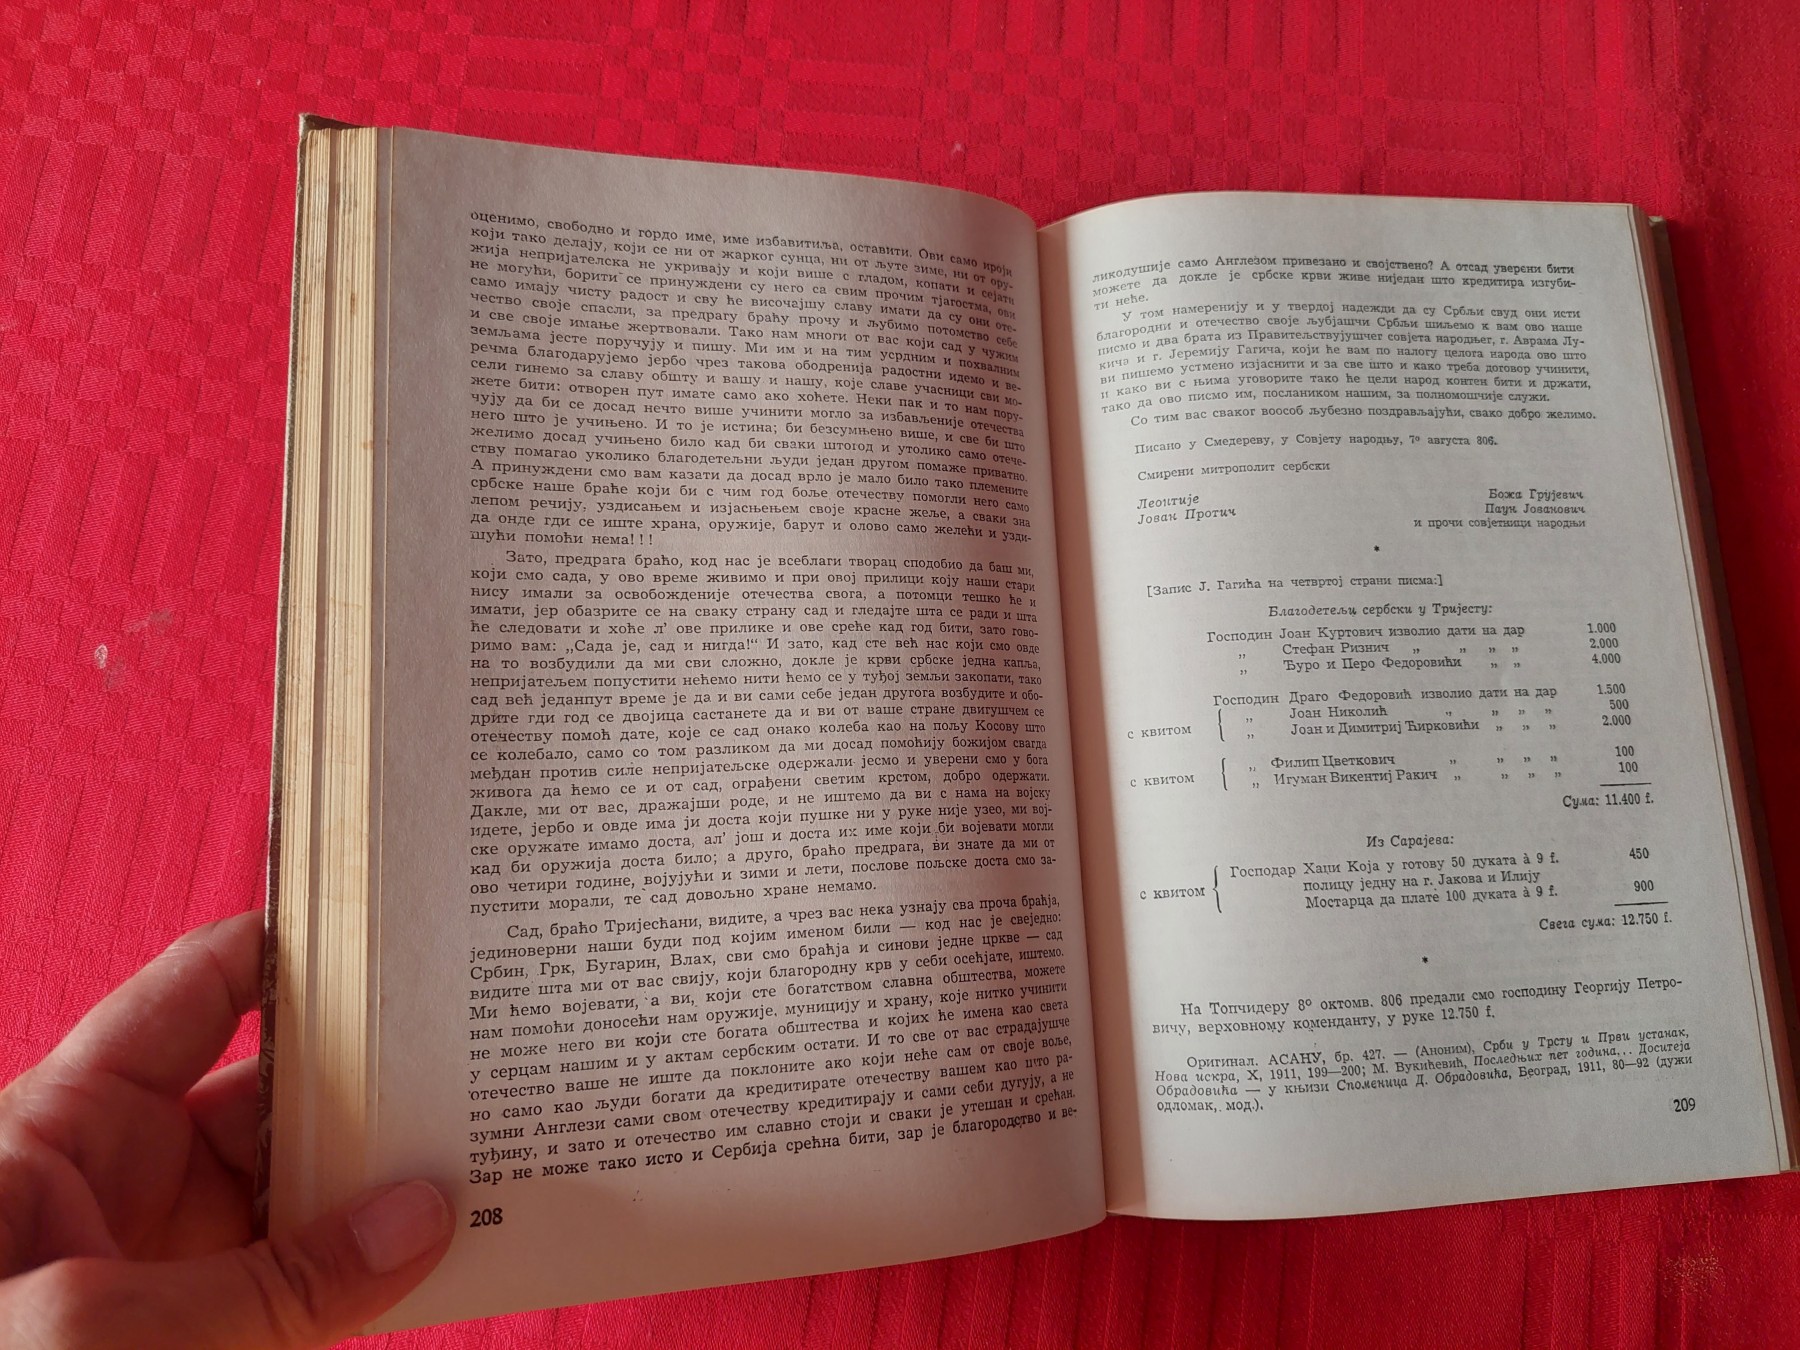 оценимо, свободно и гордо име, име избавитиља, оставити. Ови само кроји
који тако делају, који се ни от жарког сунца, ни от љуте зиме, ни от ору-
жија непријатељска не укривају и који више с гладом, копати и сејати
не могући, борити се принуждени су него са свим прочим тјагостма, ови
само имају чисту радост и сву ће височајшу славу имати да су они оте-
чество своје спасли, за предрагу браћу прочу и љубимо потомство себе
и све своје имање жертвовали. Тако нам многи от вас који сад у чужим
земљама јесте поручују и пишу. Ми им и на тим усрдним и похвалним
речма благодарујемо јербо чрез такова ободренија радостни идемо и ве-
сели гинемо за славу општу и вашу и нашу, које славе учасници сви мо-
жете бити: отворен пут имате само ако хоћете. Неки пак и то нам пору-
чују да би се досад нечто више учинити могло за избављеније отечества
него што је учињено. И то је истина; би безсумњено више, и све би што
желимо досад учињено било кад би сваки штогод и утолико само отече-
ству помагао уколико благодетељни људи један другом помаже приватно.
А принуждени смо вам казати да досад врло је мало било тако племените
србске наше браће који би с чим год боље отечеству помогли него само
лепом речију, уздисањем и изјасњењем своје красне жеље, а сваки зна
да онде гди се иште храна, оружије, барут и олово само желећи и узди-
шући помоћи нема!!!
Зато, предрага браћо, код нас је всеблаги творац сподобио да баш ми,
који смо сада, у ово време живимо и при овој прилици коју наши стари
нису имали за освобожденије отечества свога, а потомци тешко ће и
имати, јер обазрите се на сваку страну сад и гледајте шта се ради и шта
ће следовати и хоће л' ове прилике и ове среће кад год бити, зато гово-
римо вам: „Сада је, сад и нигда!“ И зато, кад сте већ нас који смо овде
на то возбудили да ми сви сложно, докле је крви србске једна капља,
непријатељем попустити нећемо нити ћемо се у туђој земљи закопати, тако
сад већ једанпут време је да и ви сами себе један другога возбудите и обо-
дрите гди год се двојица састанете да и ви от ваше стране двигушчем се
отечеству помоћ дате, које се сад онако колеба као на пољу Косову што
се колебало, само со том разликом да ми досад помоћију божијом свагда
међдан против силе непријатељске одержали јесмо и уверени смо у бога
живога да ћемо се и от сад, ограђени светим крстом, добро одержати.
Дакле, ми от вас, дражајши роде, и не иштемо да ви с нама на војску
идете, јербо и овде има ји доста који пушке ни у руке није узео, ми вој-
ске оружате имамо доста, ал' још и доста их име који би војевати могли
кад би оружија доста било; а друго, браћо предрага, ви знате да ми от
ово четири године, војујући и зими и лети, послове пољске доста смо за-
пустити морали, те сад довољно хране немамо.
Сад, браћо Тријешћани, видите, а чрез вас нека узнају сва проча браћја,
јединоверни наши буди под којим именом били — код нас је свеједно:
Србин, Грк, Бугарин, Влах, сви смо браћја и синови једне цркве — сад
видите шта ми от вас свију, који благородну крв у себи осећјате, иштемо.
Ми ћемо војевати, а ви, који сте богатством славна обштества, можете
нам помоћи доносећи нам оружије, муницију и храну, које нитко учинити
не може него ви који сте богата обштества и којих ће имена као света
у серцам нашим и у актам сербским остати. И то све от вас страдајушче
отечество ваше не иште да поклоните ако који неће сам от своје воље,
но само као људи богати да кредитирате отечеству вашем као што ра-
зумни Англези сами свом отечеству кредитирају и сами себи дугују, а не
туђину, и зато и отечество им славно стоји и сваки је утешан и срећан.
Зар не може тако исто и Сербија срећна бити, зар је благородство и ве-
208
ликодушије само Англезом привезано и својствено? А отсад уверени бити
можете да докле је србске крви живе ниједан што кредитира изгуби-
ти неће.
У том намеренију и у твердој надежди да су Србљи свуд они исти
благородни и отечество своје љубјашчи Србљи шиљемо к вам ово наше
писмо и два брата из Правитељствујушчег совјета народњег, г. Аврама Лу-
кича и г. Јеремију Гагича, који ће вам по налогу целога народа ово што
ви пишемо устмено изјаснити и за све што и како треба договор учинити,
и како ви с њима уговорите тако ће цели народ контен бити и држати,
тако да ово писмо им, послаником нашим, за полномошчије служи.
Со тим вас сваког воособ љубезно поздрављајући, свако добро желимо.
Писано у Смедереву, у Совјету народњу, 7º августа 806.
Смирени митрополит сербски
Леонтије
Јован Протич
Божа Грујевич
Паун Јованович
и прочи совјетници народњи
*
[Запис Ј. Гагића на четвртој страни писма:]
Благодетељи сербски у Тријесту:
Господин Јоан Куртович изволио дати на дар 1.000
„ Стефан Ризнич „ „ „ „ 2.000
„ Ђуро и Перо Федоровићи „ „ 4.000
Господин Драго Федоровић изволио дати на дар 1.500
„ Јоан Николић „ „ „ „ 500
с квитом „ Јоан и Димитриј Ћирковићи „ „ „ 2.000
„ Филип Цветкович „ „ „ „ 100
с квитом „ Игуман Викентиј Ракич „ „ „ „ 100
Сума: 11.400 f.
Из Сарајева:
Господар Хаџи Која у готову 50 дуката à 9 f. 450
с квитом полицу једну на г. Јакова и Илију
Мостарца да плате 100 дуката à 9 f. 900
Свега сума: 12.750 f.
*
На Топчидеру 8º октомв. 806 предали смо господину Георгију Петро-
вичу, верховному команданту, у руке 12.750 f.
Оригинал. АСАНУ, бр. 427. — (Аноним), Срби у Трсту и Први устанак,
Нова искра, X, 1911, 199—200; М. Вукићевић, Последњих пет година... Доситеја
Обрадовића — у књизи Споменица Д. Обрадовића, Београд, 1911, 80—92 (дужи
одломак, мод.).
209